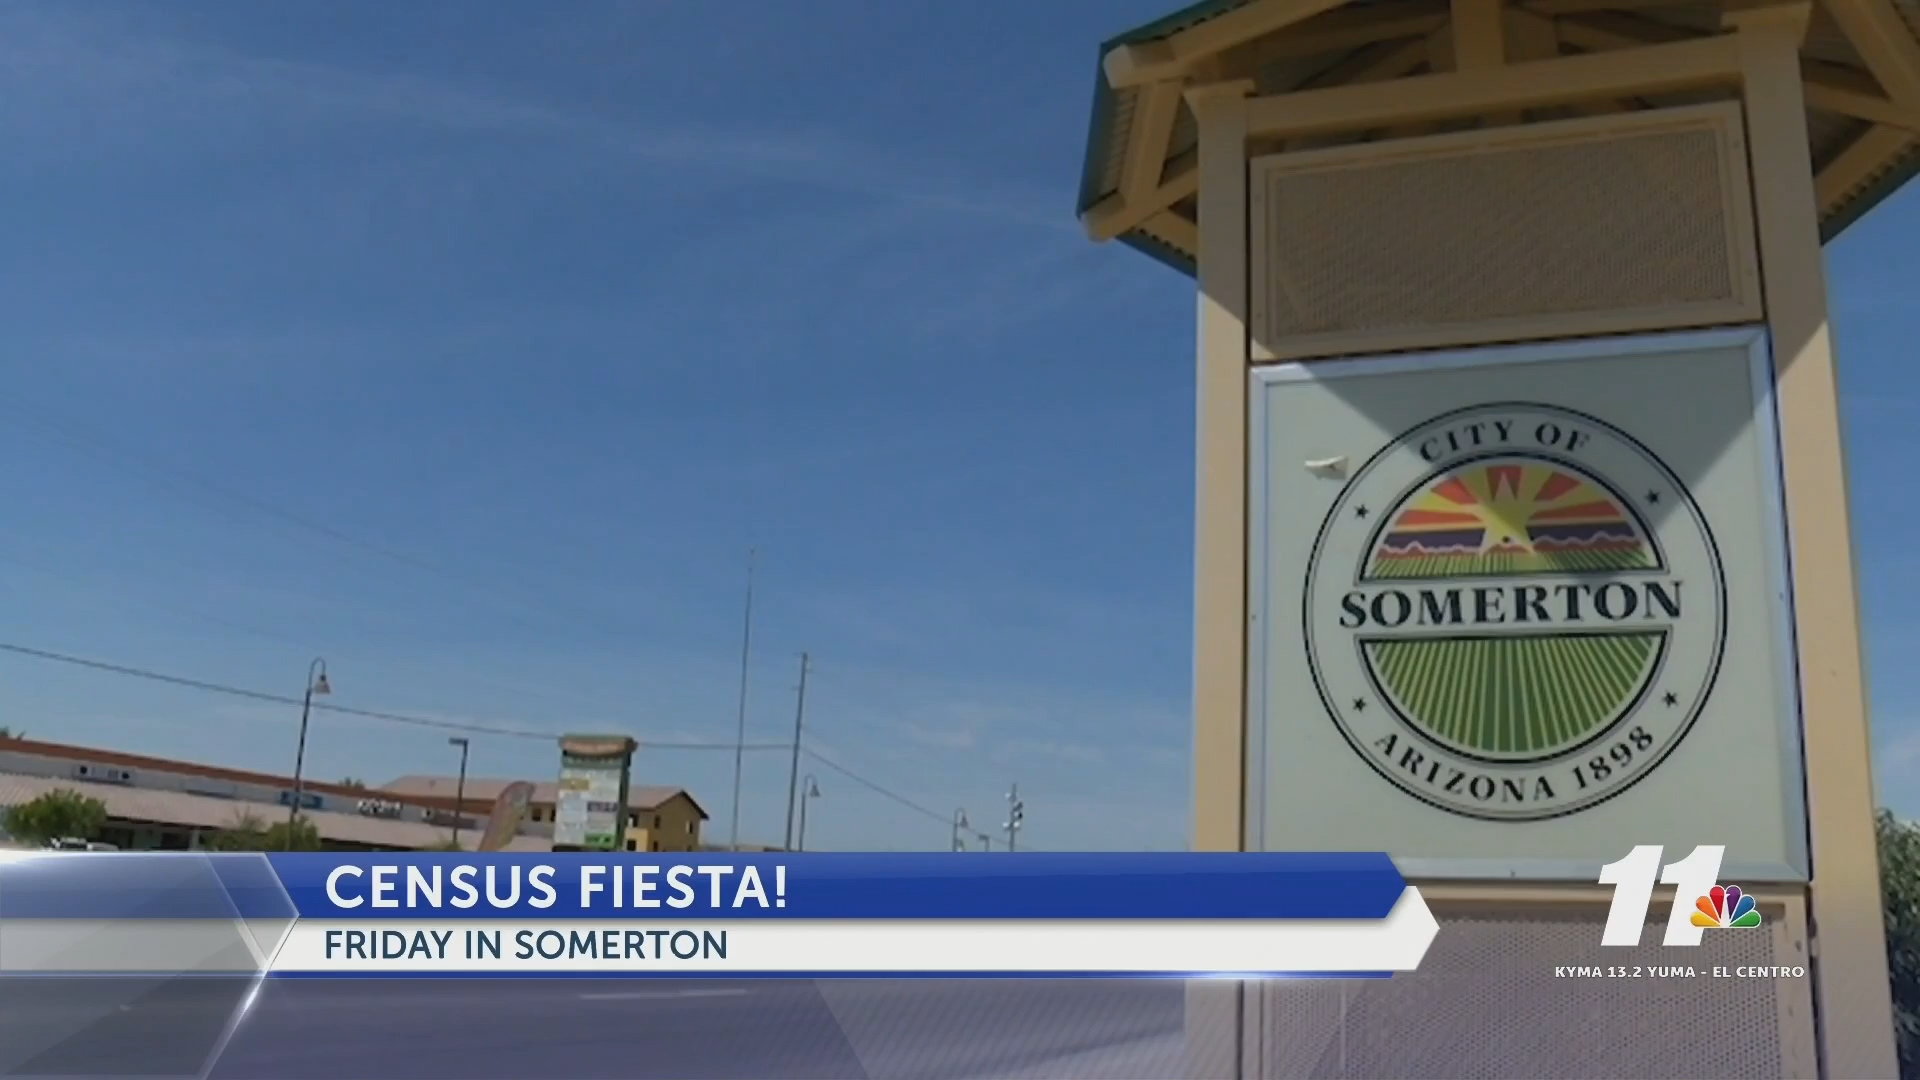 CITY OF
SOMERTON
ARIZONA 1898
CENSUS FIESTA!
FRIDAY IN SOMERTON
11
KYMA 13.2 YUMA - EL CENTRO